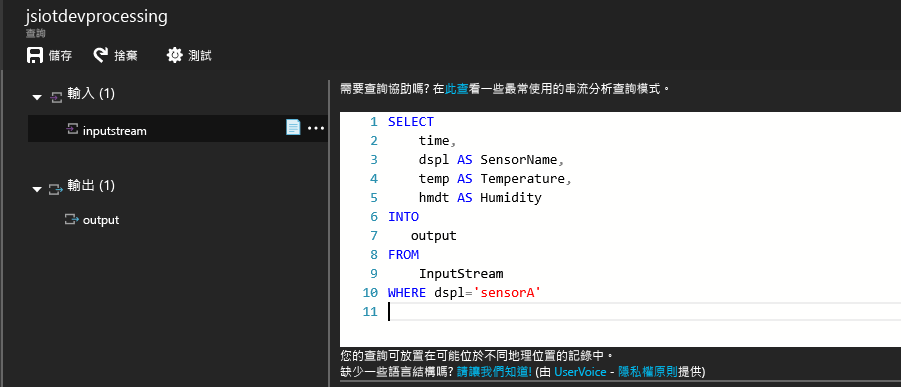 jsiotdevprocessing
查詢
儲存 捨棄 測試
輸入 (1)
inputstream
輸出 (1)
output
需要查詢協助嗎? 在此查看一些最常使用的串流分析查詢模式。
1 SELECT
2 time,
3 dspl AS SensorName,
4 temp AS Temperature,
5 hmdt AS Humidity
6 INTO
7 output
8 FROM
9 InputStream
10 WHERE dspl='sensorA'
11
您的查詢可放置在可能位於不同地理位置的記錄中。
缺少一些語言結構嗎? 請讓我們知道! (由 UserVoice - 隱私權原則提供)